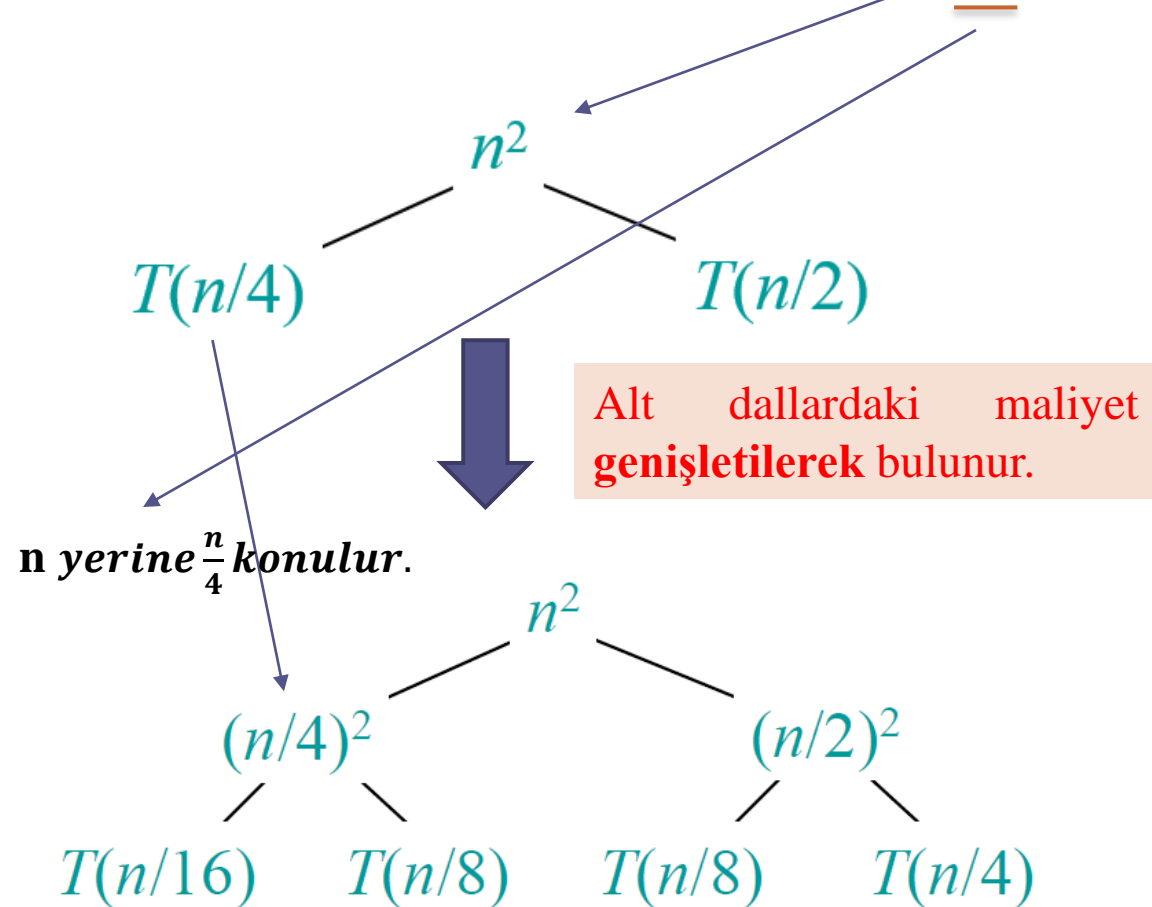 n²
T(n/4) T(n/2)
Alt dallardaki maliyet
genişletilerek bulunur.
n yerine n/4 konulur.
n²
(n/4)² (n/2)²
T(n/16) T(n/8) T(n/8) T(n/4)